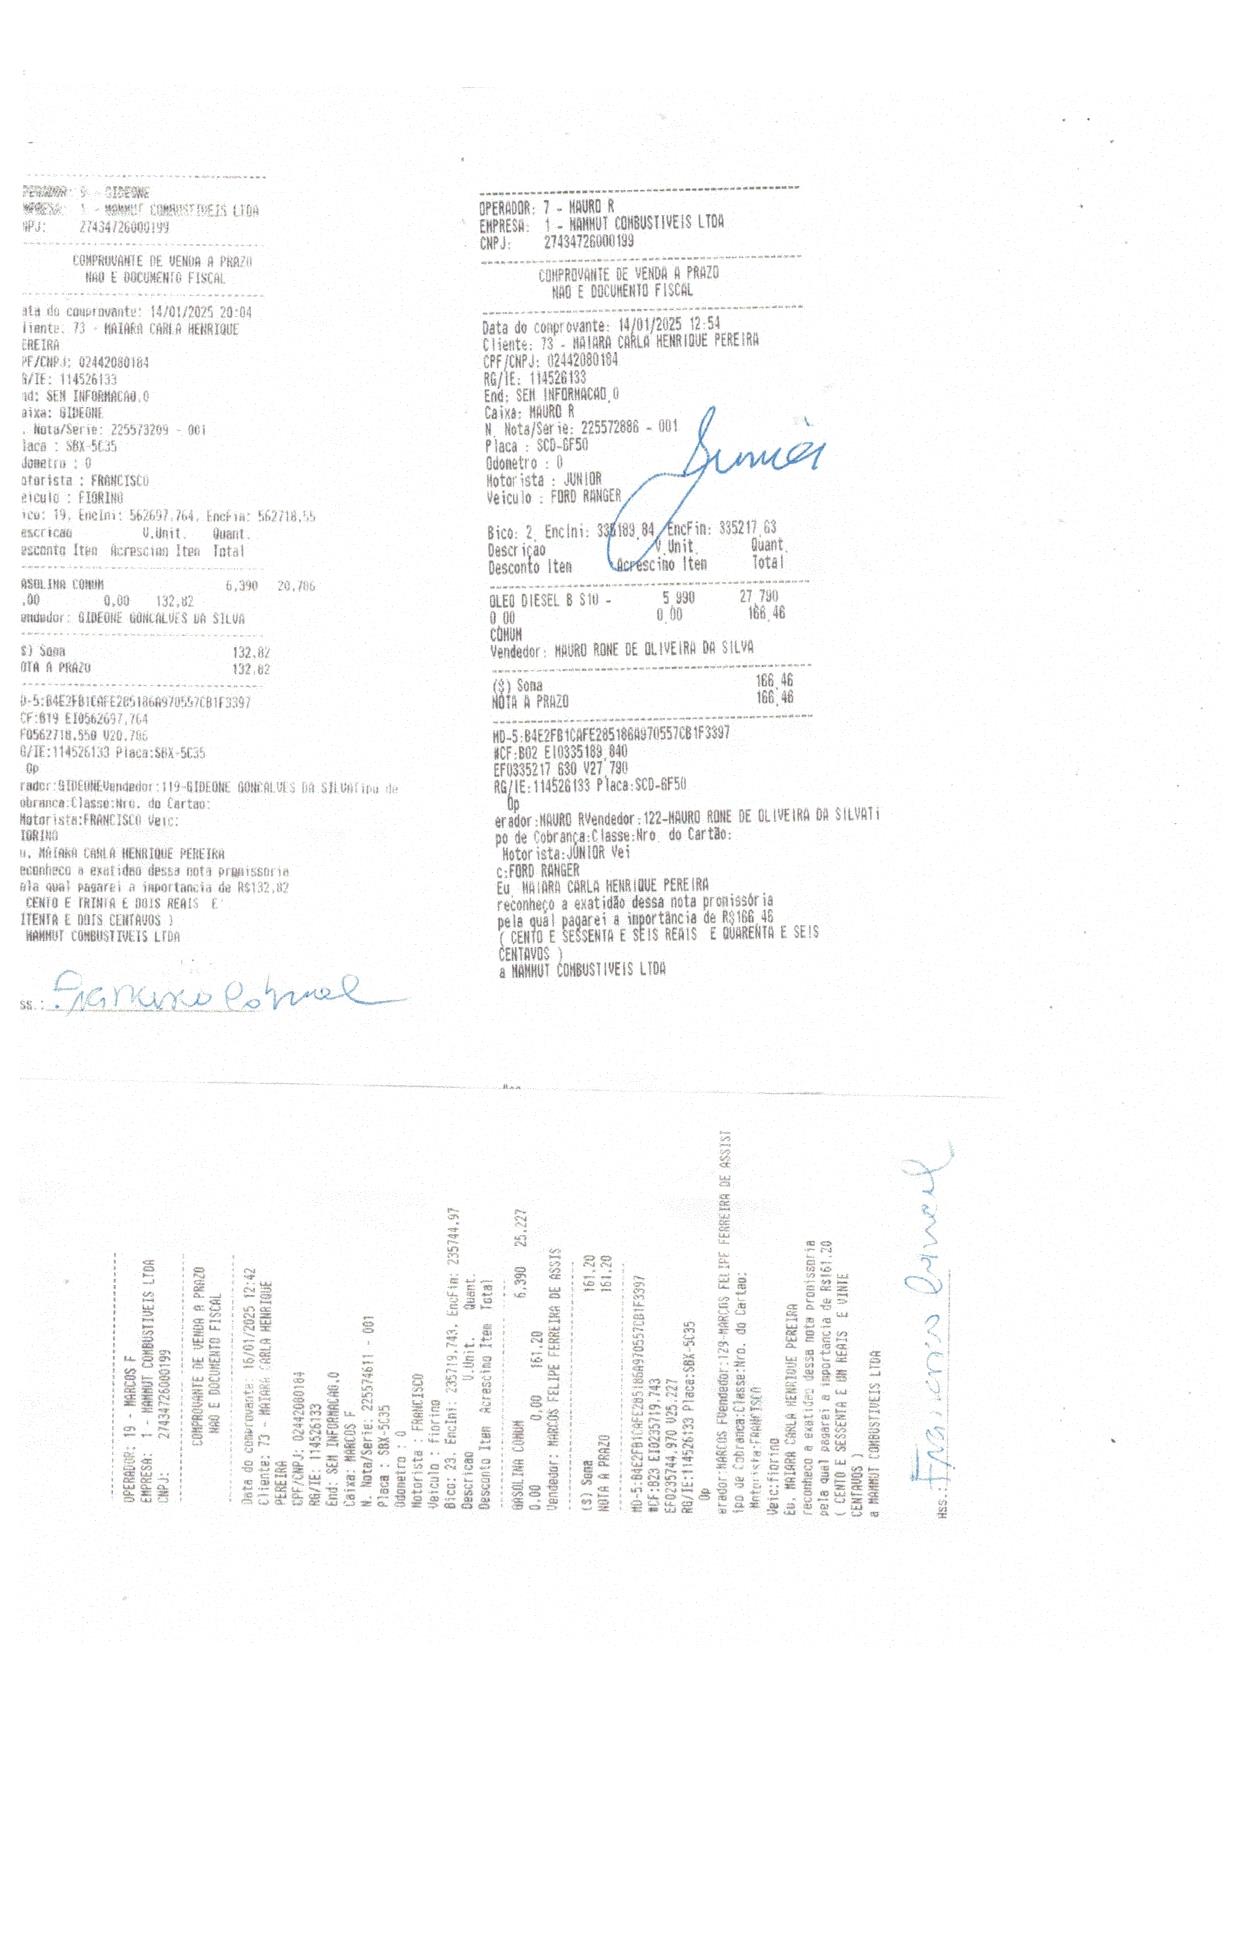 - GIDEONE
1 - MAMMUT COMBUSTIVEIS LTDA
NPJ: 27434726000199
COMPROVANTE DE VENDA A PRAZO
NAO E DOCUMENTO FISCAL
ata do comprovante: 14/01/2025 20:04
liente: 73 - MAIARA CARLA HENRIQUE
EREIRA
PF/CNPJ: 02442080184
G/IE: 114526133
nd: SEM INFORMACAO,0
aixa: GIDEONE
. Nota/Serie: 225573209 - 001
laca : SBX-5C35
dometro : 0
otorista : FRANCISCO
eiculo : FIORINO
ico: 19, EncIni: 562697,764, EncFin: 562718,55
escricao V.Unit. Quant.
esconto Item Acrescimo Item Total
ASOLINA COMUM 6,390 20,786
,00 0,00 132,82
endedor: GIDEONE GONCALVES DA SILVA
$) Soma 132,82
OTA A PRAZO 132,82
D-5:B4E2FB1CAFE285186A970557CB1F3397
CF:B19 EI0562697,764
F0562718,550 V20,786
G/IE:114526133 Placa:SBX-5C35
Op
rador:GIDEONEVendedor:119-GIDEONE GONCALVES DA SILVATipo de
obranca:Classe:Nro. do Cartao:
Motorista:FRANCISCO Veic:
IORINO
u, MAIARA CARLA HENRIQUE PEREIRA
econheco a exatidao dessa nota promissoria
ela qual pagarei a importancia de R$132,82
CENTO E TRINTA E DOIS REAIS E
ITENTA E DOIS CENTAVOS )
MAMMUT COMBUSTIVEIS LTDA
ss.: Francisco
OPERADOR: 7 - MAURO R
EMPRESA: 1 - MAMMUT COMBUSTIVEIS LTDA
CNPJ: 27434726000199
COMPROVANTE DE VENDA A PRAZO
NAO E DOCUMENTO FISCAL
Data do comprovante: 14/01/2025 12:54
Cliente: 73 - MAIARA CARLA HENRIQUE PEREIRA
CPF/CNPJ: 02442080184
RG/IE: 114526133
End: SEM INFORMACAO,0
Caixa: MAURO R
N. Nota/Serie: 225572886 - 001
Placa : SCD-6F50
Odometro : 0
Motorista : JUNIOR
Veiculo : FORD RANGER
Junior
Bico: 2, EncIni: 335189,84, EncFin: 335217,63
Descriçao V.Unit. Quant.
Desconto Item Acrescimo Item Total
OLEO DIESEL B S10 - 5,990 27,790
0,00 0,00 166,46
COMUM
Vendedor: MAURO RONE DE OLIVEIRA DA SILVA
($) Soma 166,46
NOTA A PRAZO 166,46
MD-5:B4E2FB1CAFE285186A970557CB1F3397
#CF:B02 EI0335189,840
EF0335217,630 V27,790
RG/IE:114526133 Placa:SCD-6F50
Op
erador:MAURO RVendedor:122-MAURO RONE DE OLIVEIRA DA SILVATi
po de Cobrança:Classe:Nro. do Cartão:
Motorista:JUNIOR Vei
c:FORD RANGER
Eu, MAIARA CARLA HENRIQUE PEREIRA
reconheço a exatidão dessa nota promissória
pela qual pagarei a importância de R$166,46
( CENTO E SESSENTA E SEIS REAIS E QUARENTA E SEIS
CENTAVOS )
a MAMMUT COMBUSTIVEIS LTDA
OPERADOR: 19 - MARCOS F
EMPRESA: 1 - MAMMUT COMBUSTIVEIS LTDA
CNPJ: 27434726000199
COMPROVANTE DE VENDA A PRAZO
NAO E DOCUMENTO FISCAL
Data do comprovante: 16/01/2025 12:42
Cliente: 73 - MAIARA CARLA HENRIQUE
PEREIRA
CPF/CNPJ: 02442080184
RG/IE: 114526133
End: SEM INFORMACAO,0
Caixa: MARCOS F
N. Nota/Serie: 225574611 - 001
Placa : SBX-5C35
Odometro : 0
Motorista : FRANCISCO
Veiculo : fiorino
Bico: 23, EncIni: 235719,743, EncFin: 235744,97
Descricao V.Unit. Quant.
Desconto Item Acrescimo Item Total
GASOLINA COMUM 6,390 25,227
0,00 0,00 161,20
Vendedor: MARCOS FELIPE FERREIRA DE ASSIS
($) Soma 161,20
NOTA A PRAZO 161,20
MD-5:B4E2FB1CAFE285186A970557CB1F3397
#CF:B23 EI0235719,743
EF0235744,970 V25,227
RG/IE:114526133 Placa:SBX-5C35
Op
erador:MARCOS FVendedor:129-MARCOS FELIPE FERREIRA DE ASSIST
ipo de Cobranca:Classe:Nro. do Cartao:
Motorista:FRANCISCO
Veic:fiorino
Eu, MAIARA CARLA HENRIQUE PEREIRA
reconheco a exatidao dessa nota promissoria
pela qual pagarei a importancia de R$161,20
( CENTO E SESSENTA E UM REAIS E VINTE
CENTAVOS )
a MAMMUT COMBUSTIVEIS LTDA
Ass.: Francisco